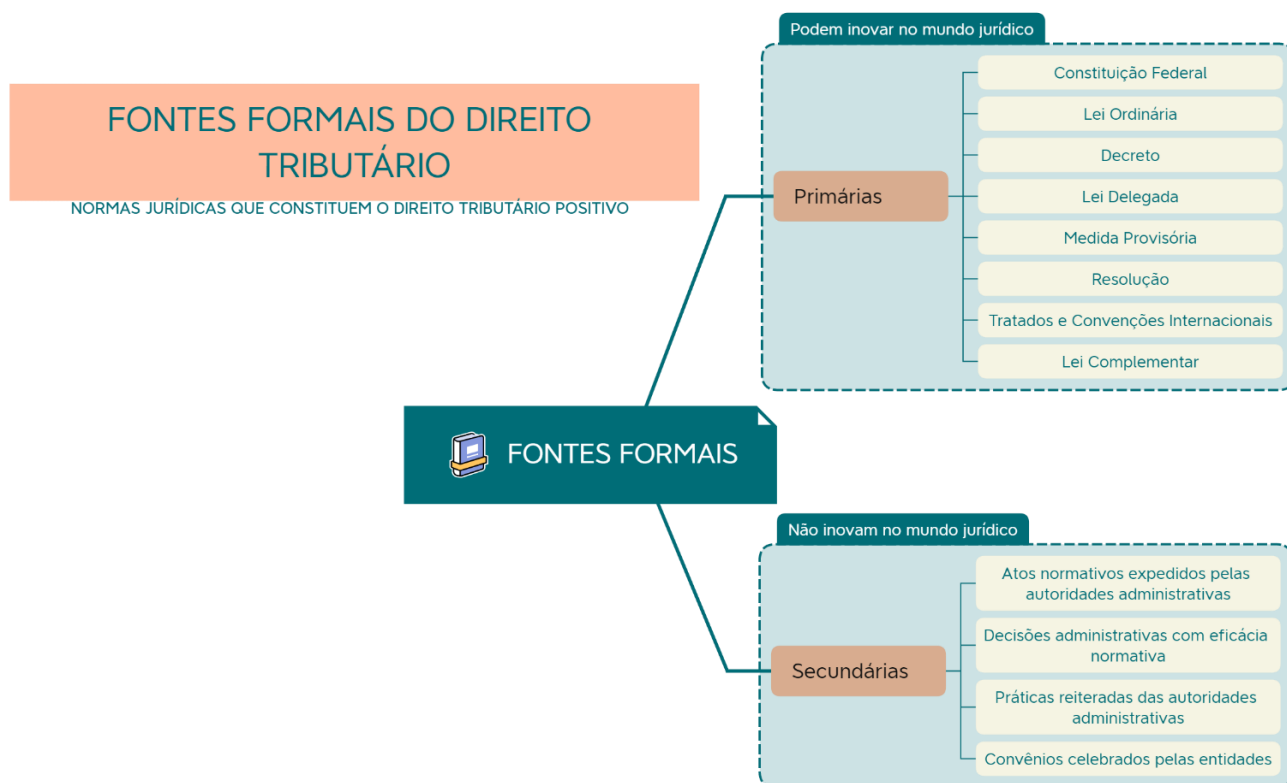 FONTES FORMAIS DO DIREITO
TRIBUTÁRIO
NORMAS JURÍDICAS QUE CONSTITUEM O DIREITO TRIBUTÁRIO POSITIVO
FONTES FORMAIS
Podem inovar no mundo jurídico
Primárias
Constituição Federal
Lei Ordinária
Decreto
Lei Delegada
Medida Provisória
Resolução
Tratados e Convenções Internacionais
Lei Complementar
Não inovam no mundo jurídico
Secundárias
Atos normativos expedidos pelas
autoridades administrativas
Decisões administrativas com eficácia
normativa
Práticas reiteradas das autoridades
administrativas
Convênios celebrados pelas entidades